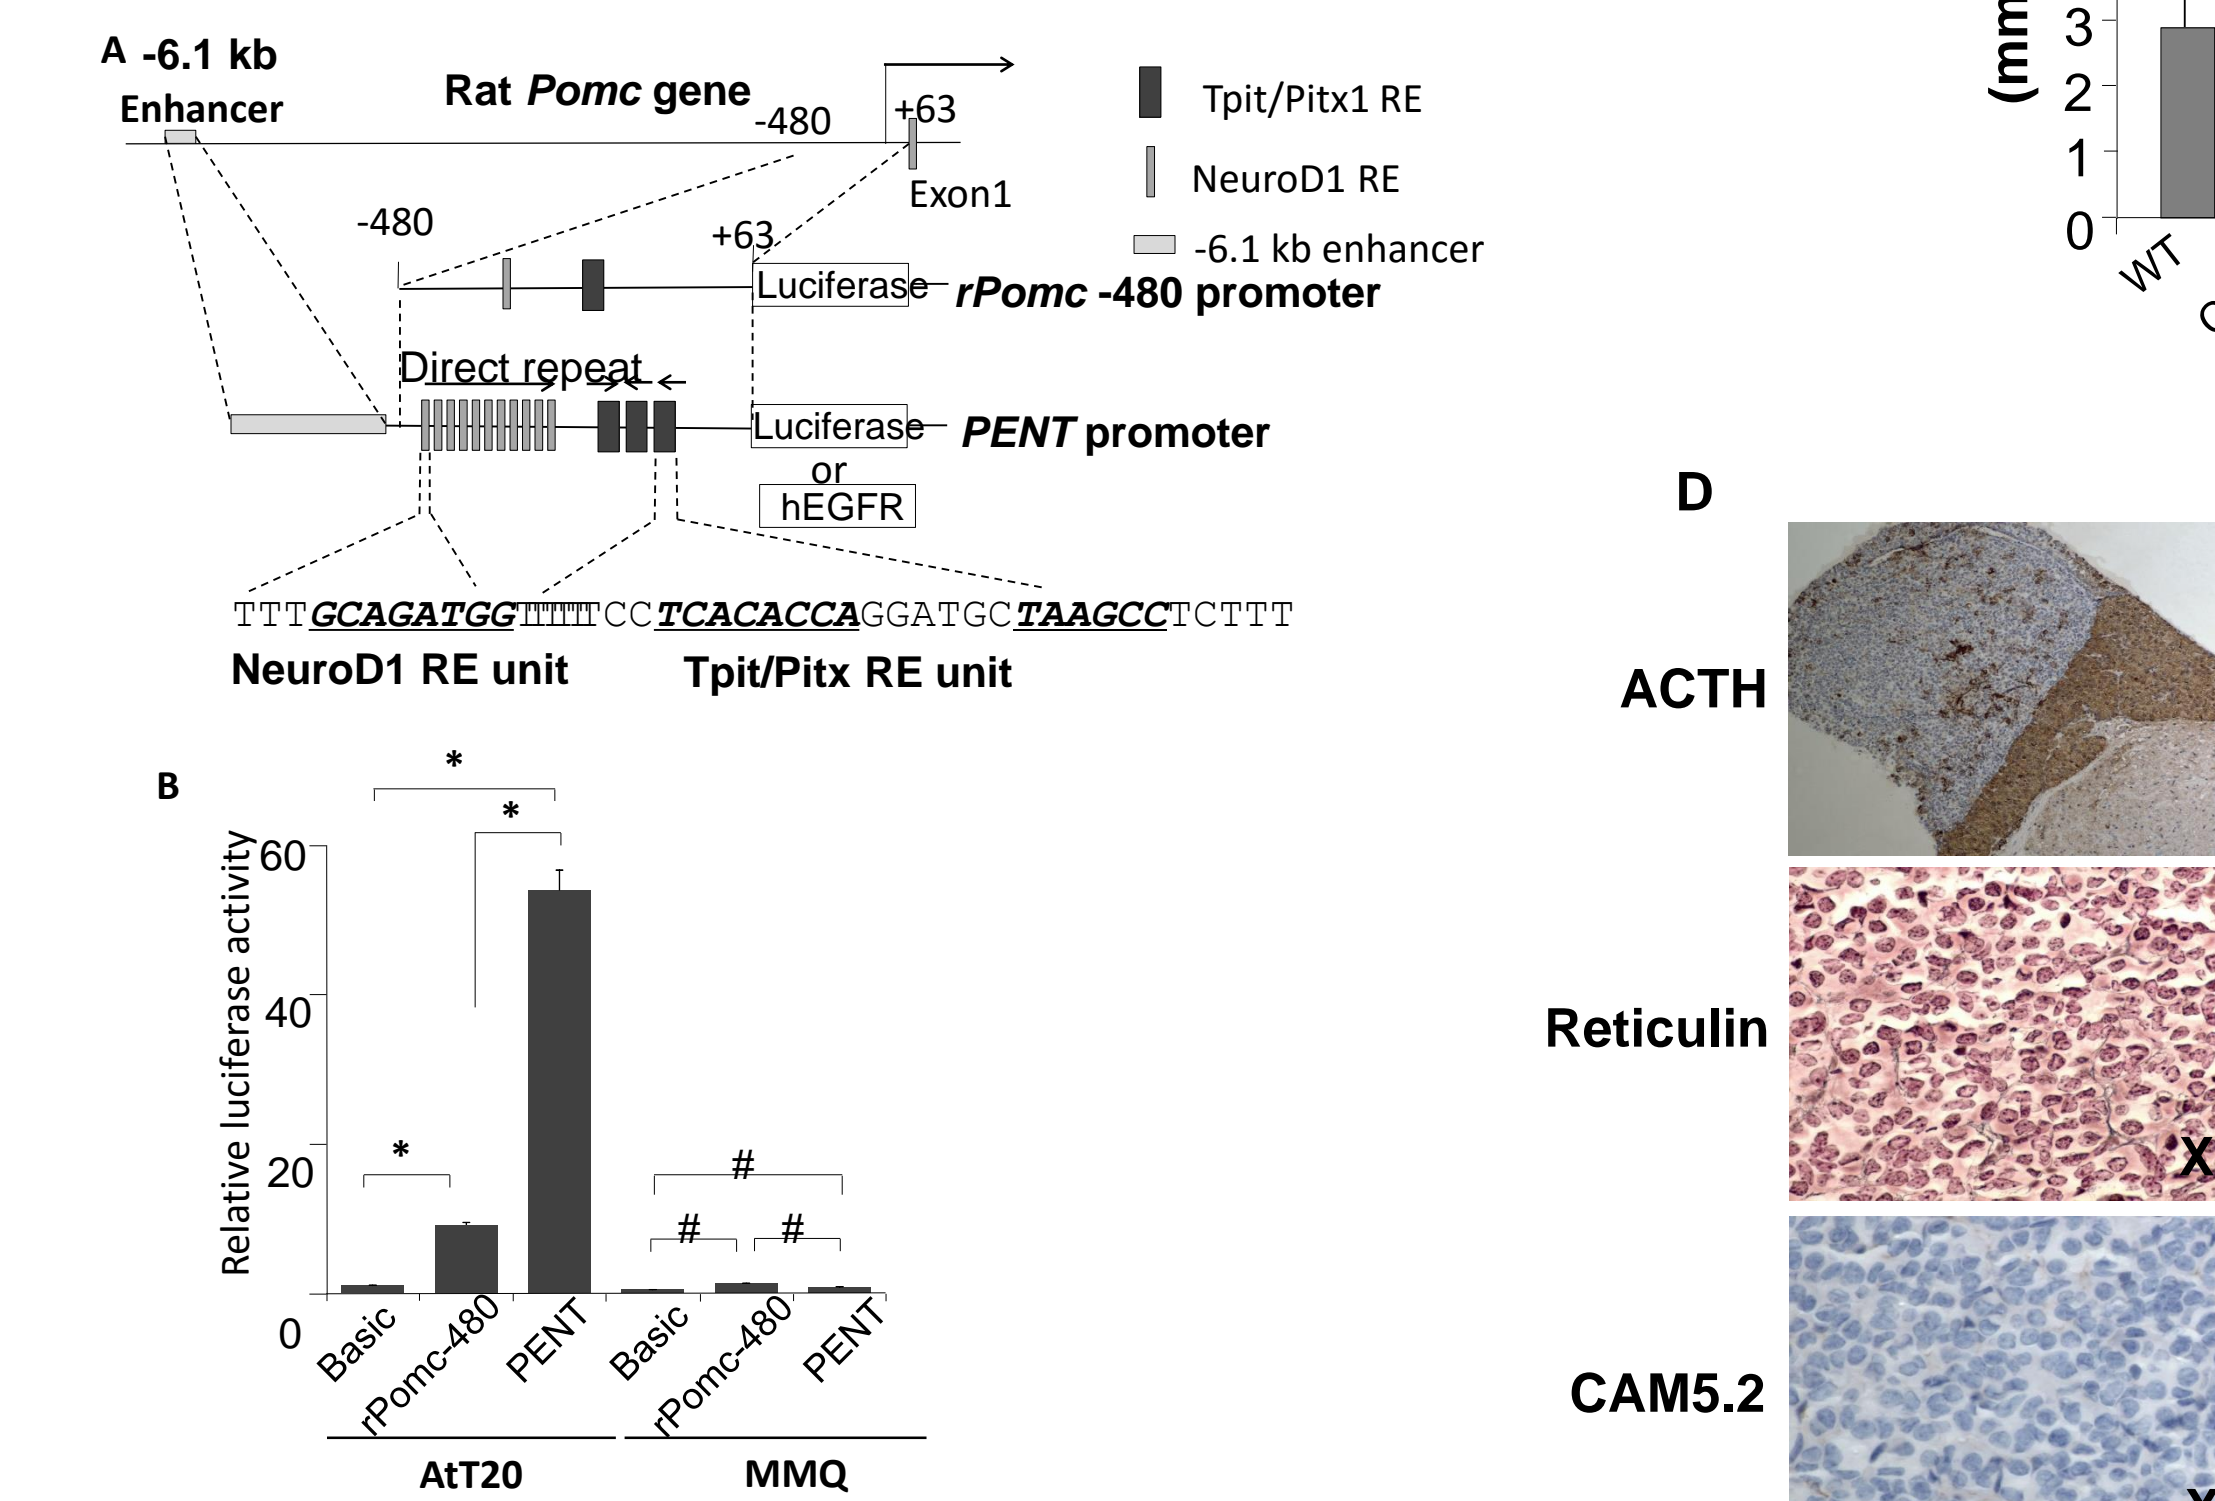 A -6.1 kb
Enhancer
Rat Pomc gene
-480
+63
Exon1
Tpit/Pitx1 RE
NeuroD1 RE
-6.1 kb enhancer
-480
+63
Luciferase
rPomc -480 promoter
Direct repeat
Luciferase
PENT promoter
or
hEGFR
TTTGCAGATGG
CCTCACACCAGGATGCTAAGCCTCTTT
NeuroD1 RE unit
Tpit/Pitx RE unit
B
*
*
*
#
#
#
Relative luciferase activity
60
40
20
0
Basic
rPomc-480
PENT
Basic
rPomc-480
PENT
AtT20
MMQ
(mm
3
2
1
0
WT
D
ACTH
Reticulin
X
CAM5.2